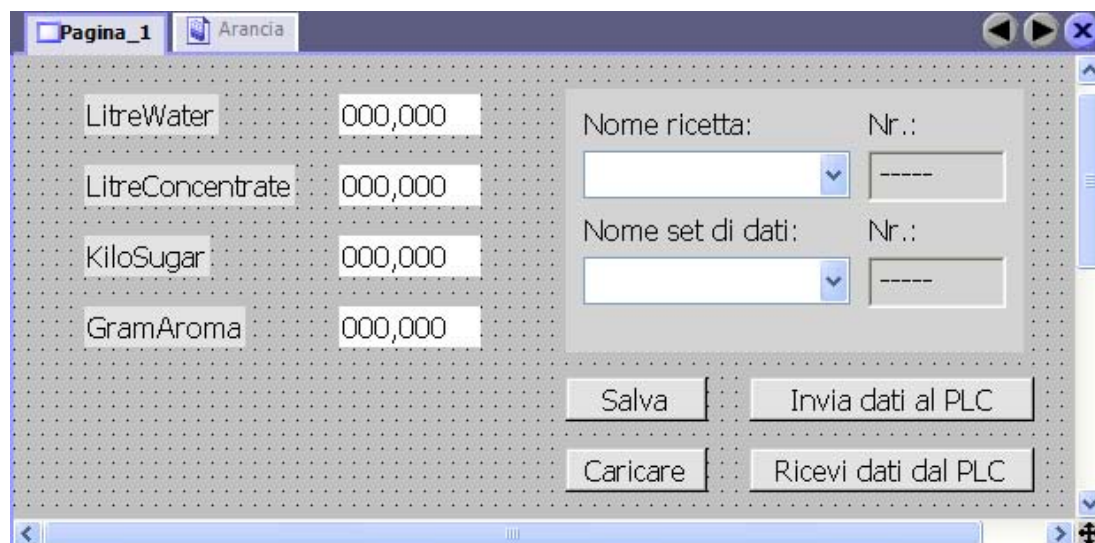 Pagina_1 Arancia
LitreWater 000,000
LitreConcentrate 000,000
KiloSugar 000,000
GramAroma 000,000
Nome ricetta: Nr.:
-----
Nome set di dati: Nr.:
-----
Salva Invia dati al PLC
Caricare Ricevi dati dal PLC